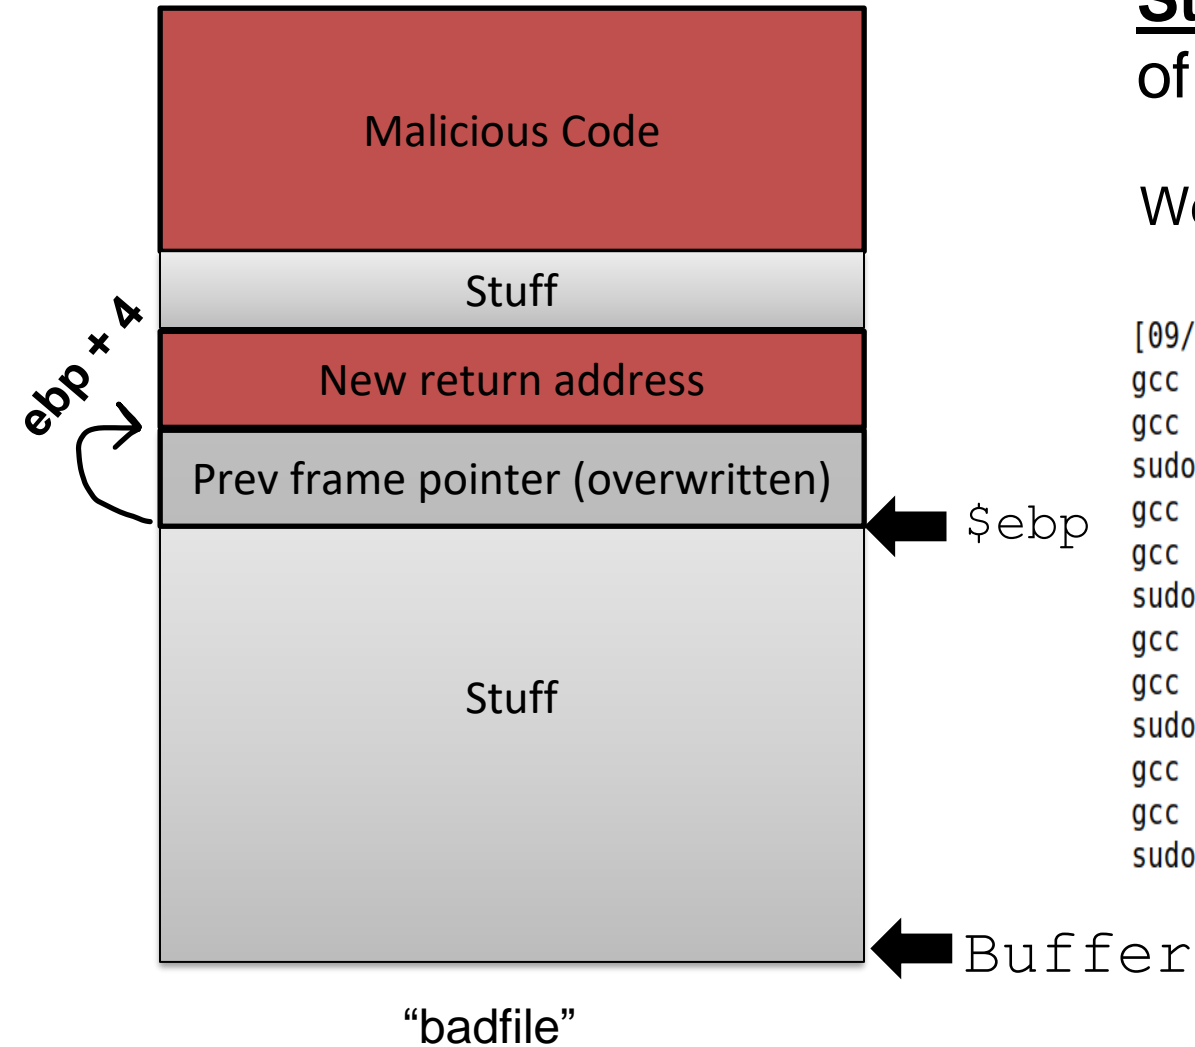 Malicious Code
Stuff
ebp + 4
New return address
Prev frame pointer (overwritten)
$ebp
Stuff
Buffer
“badfile”
of
[09/
gcc
gcc
sudo
gcc
gcc
sudo
gcc
gcc
sudo
gcc
gcc
sudo